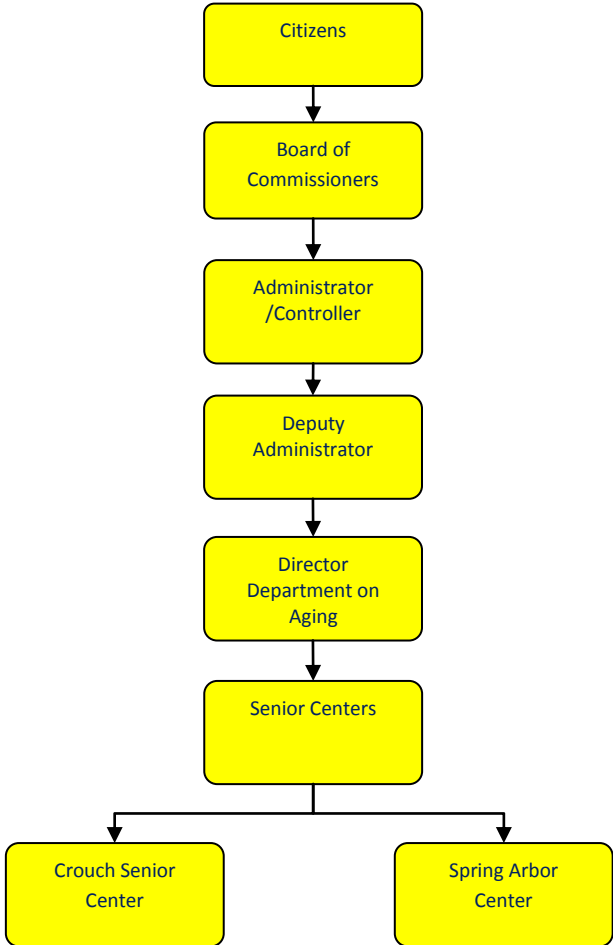 Citizens
Board of
Commissioners
Administrator
/Controller
Deputy
Administrator
Director
Department on
Aging
Senior Centers
Crouch Senior
Center
Spring Arbor
Center